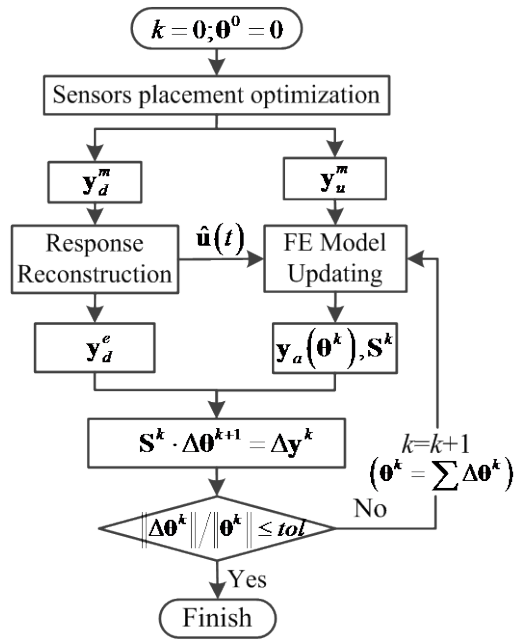 k = 0; θ⁰ = 0
Sensors placement optimization
y_d^m
y_u^m
Response
Reconstruction
û(t)
FE Model
Updating
y_d^e
y_a(θ^k), S^k
S^k · Δθ^{k+1} = Δy^k
k=k+1
(θ^k = ∑ Δθ^k)
‖Δθ^k‖/‖θ^k‖ ≤ tol
No
Yes
Finish